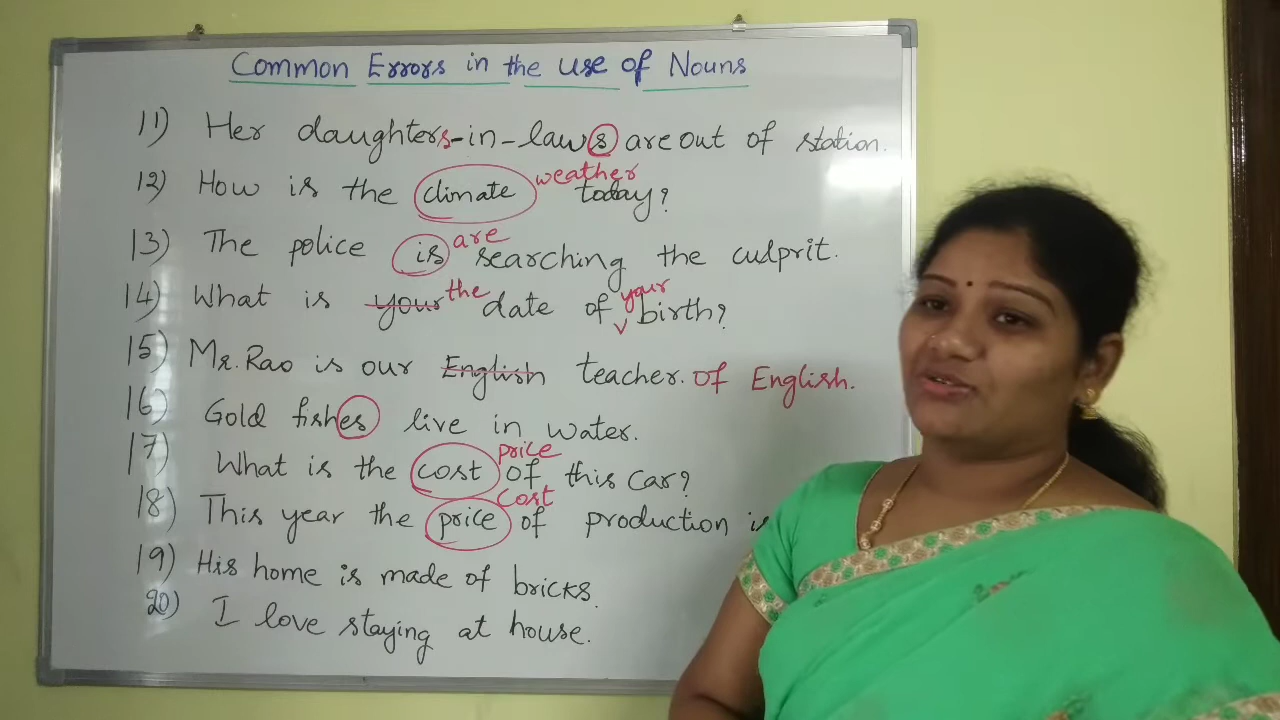 Common Errors in the use of Nouns
11) Her daughters-in-laws are out of station.
12) How is the climate weather today?
13) The police is are searching the culprit.
14) What is your the date of your birth?
15) Mr. Rao is our English teacher. of English.
16) Gold fishes live in water.
17) What is the cost price of this car?
18) This year the price cost of production
19) His home is made of bricks.
20) I love staying at house.